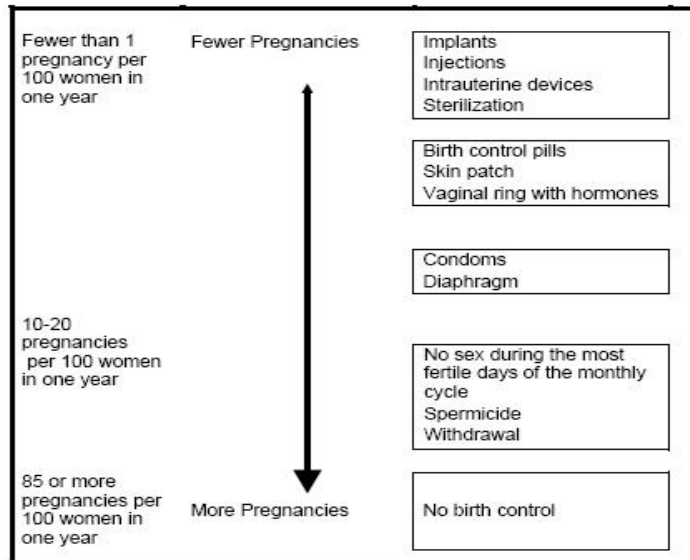 Fewer than 1
pregnancy per
100 women in
one year
Fewer Pregnancies
Implants
Injections
Intrauterine devices
Sterilization
Birth control pills
Skin patch
Vaginal ring with hormones
Condoms
Diaphragm
10-20
pregnancies
per 100 women
in one year
No sex during the most
fertile days of the monthly
cycle
Spermicide
Withdrawal
85 or more
pregnancies per
100 women in
one year
More Pregnancies
No birth control